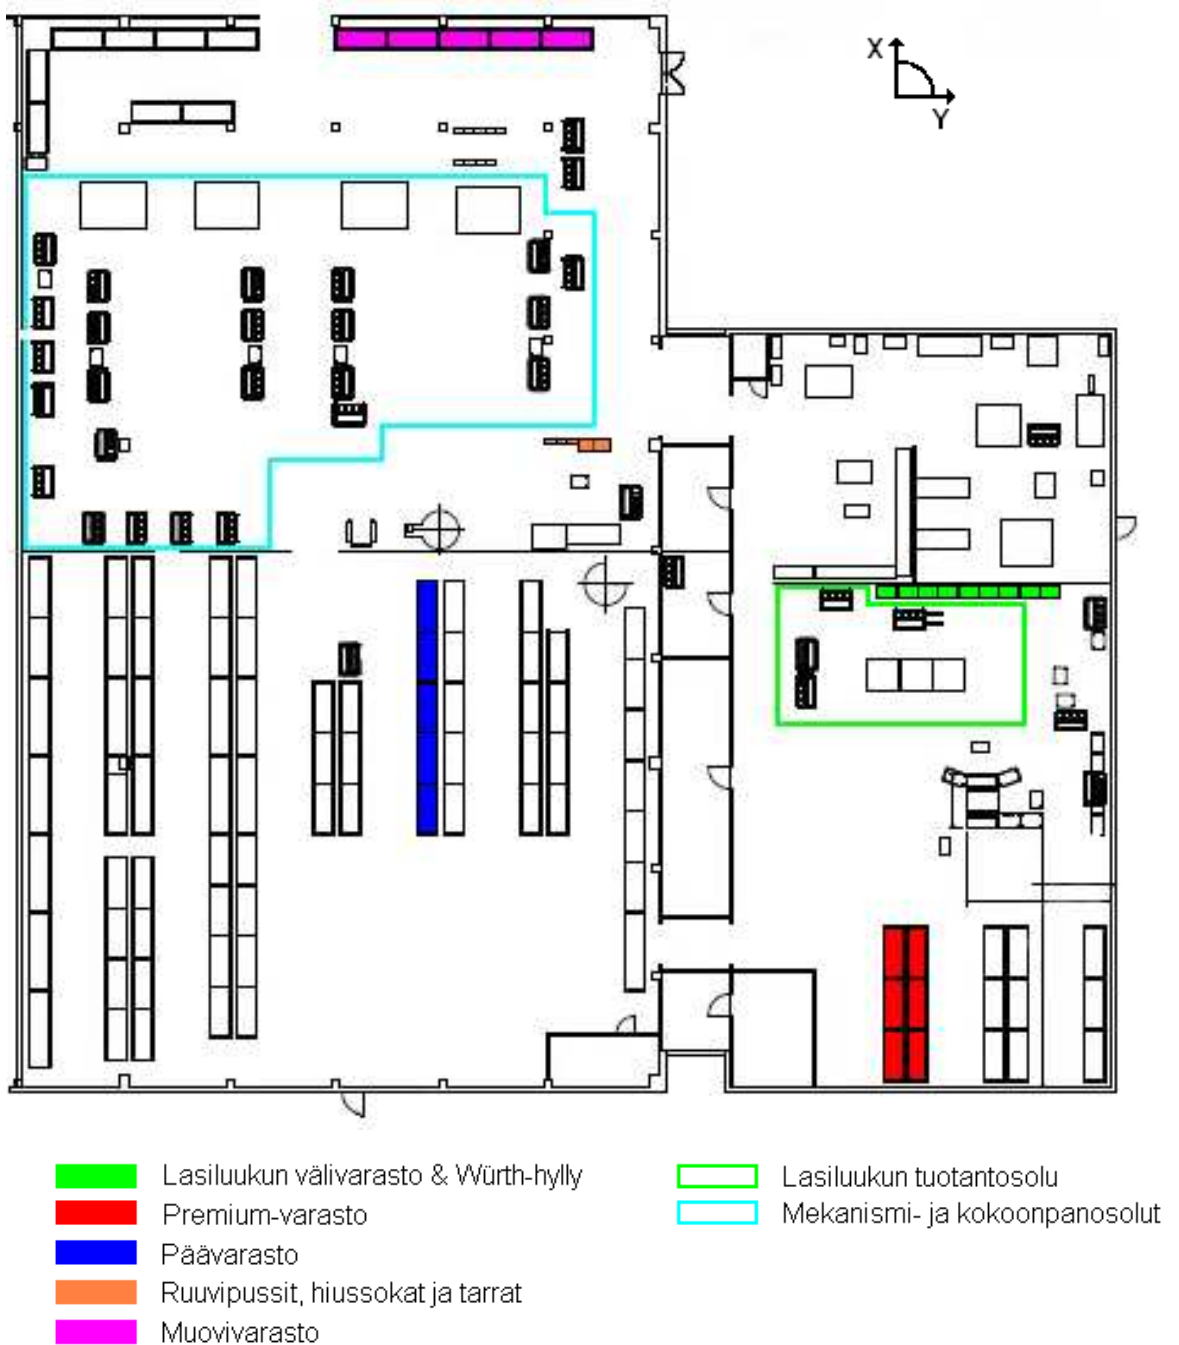 X
Y
Lasiluukun välivarasto & Würth-hylly
Premium-varasto
Päävarasto
Ruuvipussit, hiussokat ja tarrat
Muovivarasto
Lasiluukun tuotantosolu
Mekanismi- ja kokoonpanosolut